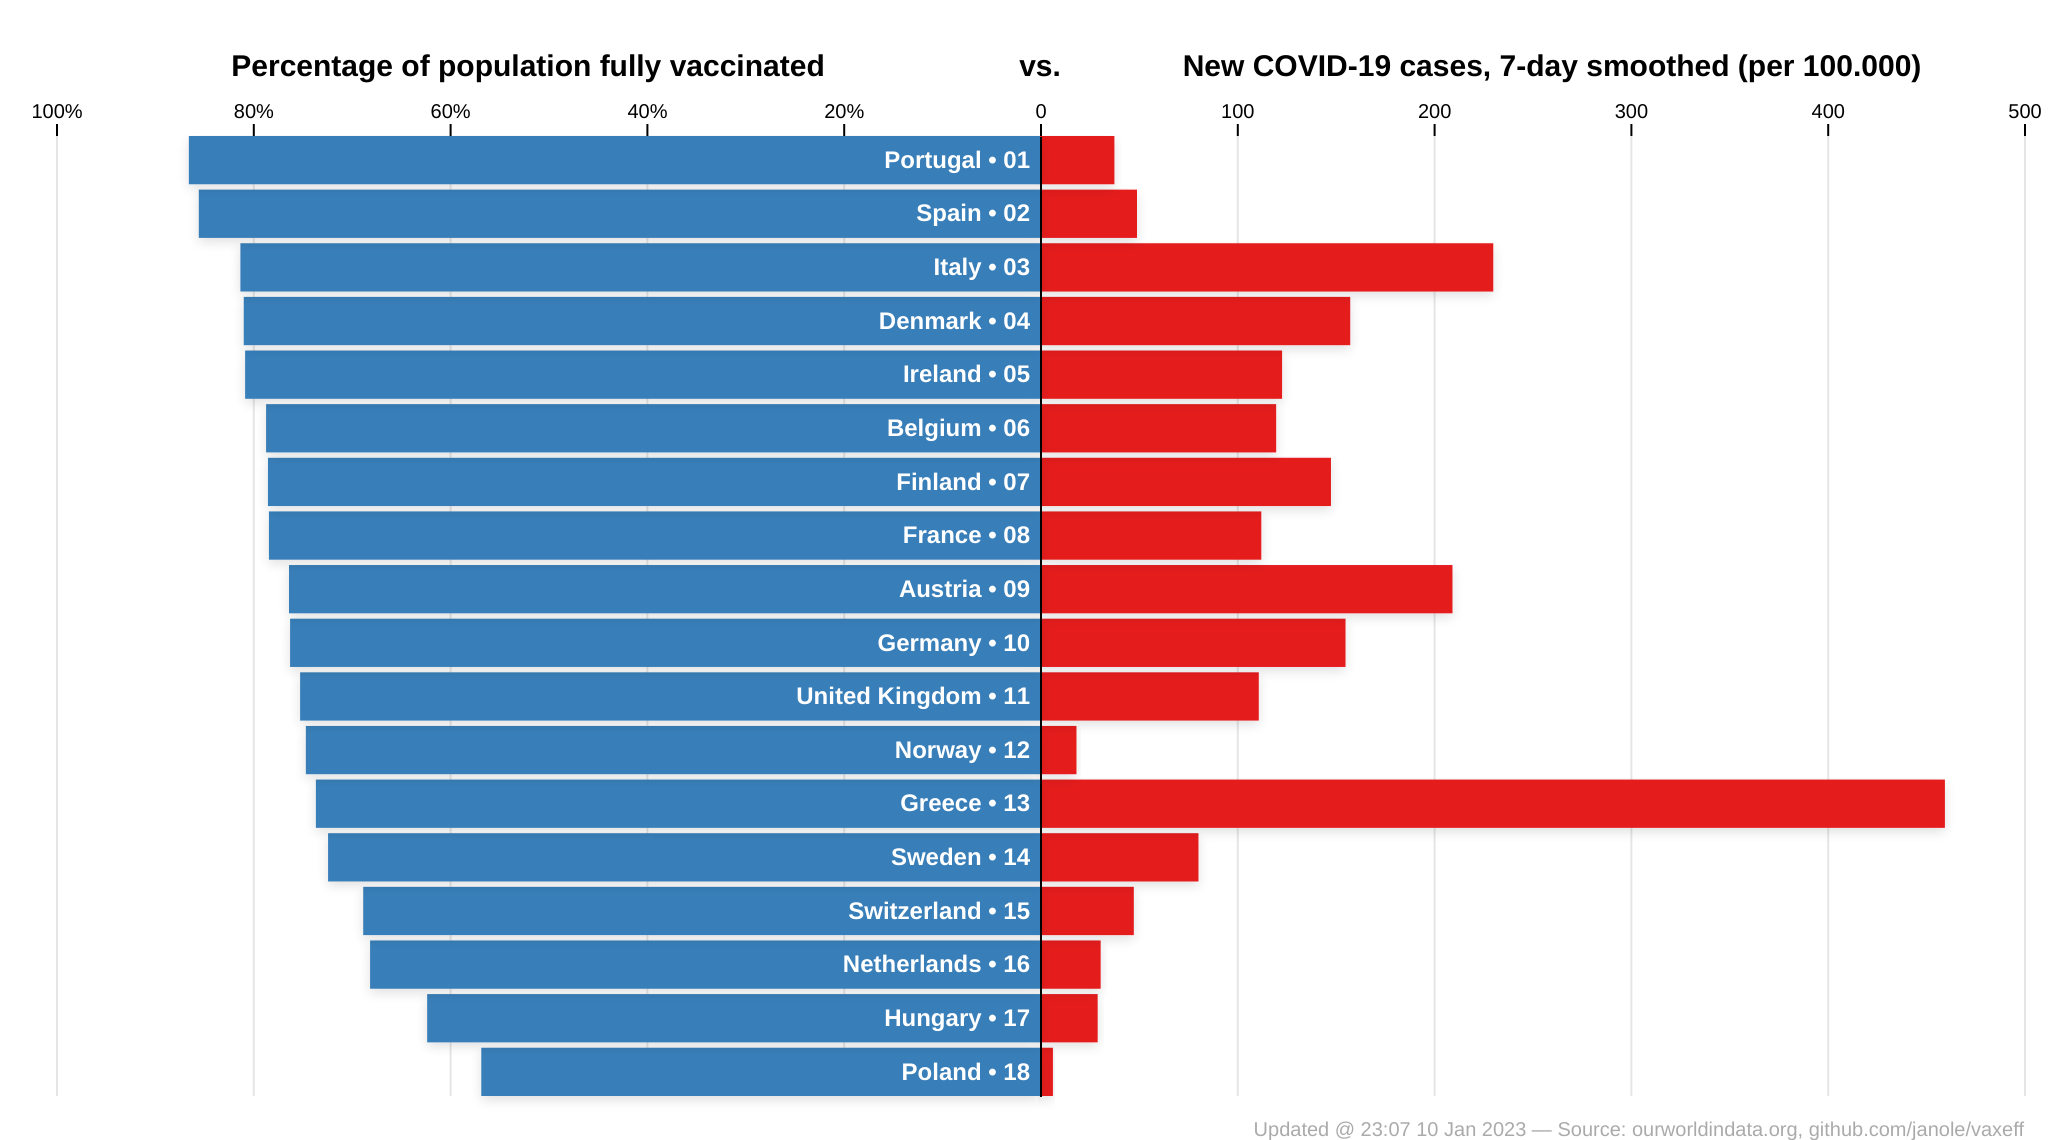 Percentage of population fully vaccinated vs. New COVID-19 cases, 7-day smoothed (per 100.000)
100% 80% 60% 40% 20% 0 100 200 300 400 500
Portugal • 01
Spain • 02
Italy • 03
Denmark • 04
Ireland • 05
Belgium • 06
Finland • 07
France • 08
Austria • 09
Germany • 10
United Kingdom • 11
Norway • 12
Greece • 13
Sweden • 14
Switzerland • 15
Netherlands • 16
Hungary • 17
Poland • 18
Updated @ 23:07 10 Jan 2023 — Source: ourworldindata.org, github.com/janole/vaxeff